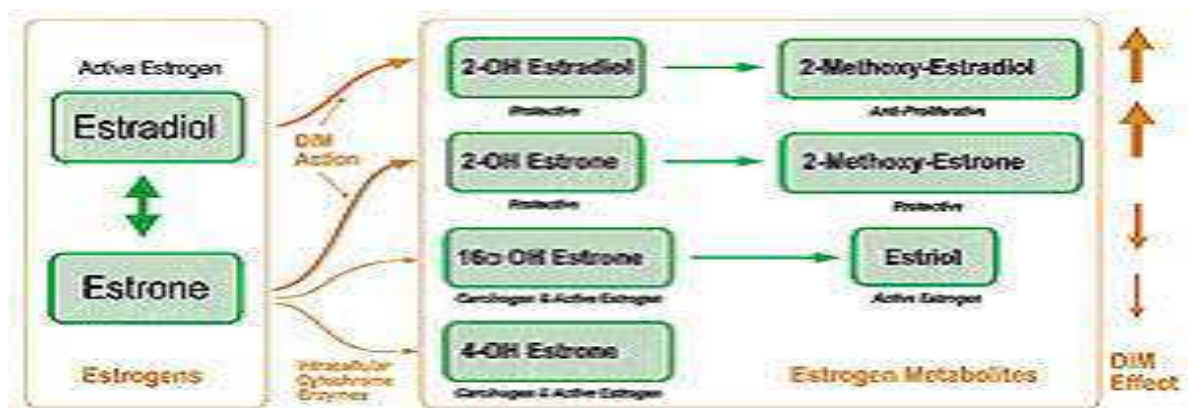 Active Estrogen
Estradiol
Estrone
Estrogens
DIM
Action
Intracellular
Cytochrome
Enzymes
2-OH Estradiol
Protective
2-Methoxy-Estradiol
Anti-Proliferative
2-OH Estrone
Protective
2-Methoxy-Estrone
Protective
16α OH Estrone
Carcinogen & Active Estrogen
Estriol
Active Estrogen
4-OH Estrone
Carcinogen & Active Estrogen
Estrogen Metabolites
DIM
Effect